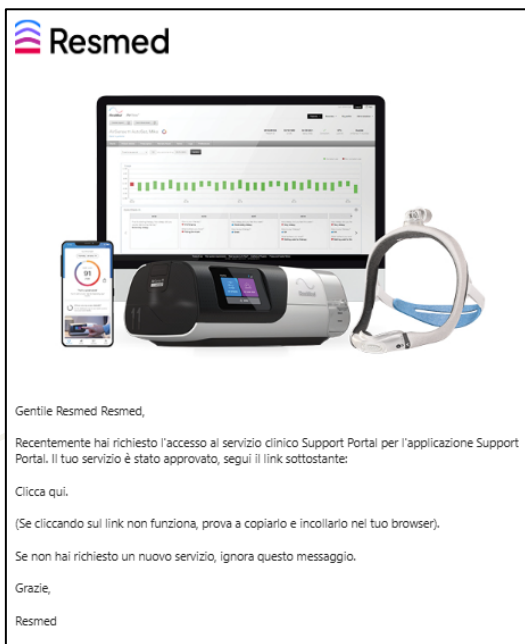 Resmed
91
Gentile Resmed Resmed,
Recentemente hai richiesto l'accesso al servizio clinico Support Portal per l'applicazione Support
Portal. Il tuo servizio è stato approvato, segui il link sottostante:
Clicca qui.
(Se cliccando sul link non funziona, prova a copiarlo e incollarlo nel tuo browser).
Se non hai richiesto un nuovo servizio, ignora questo messaggio.
Grazie,
Resmed